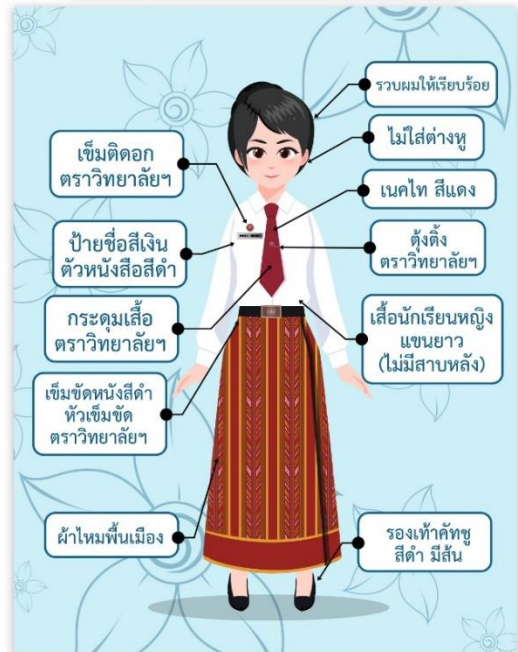 รวบผมให้เรียบร้อย
ไม่ใส่ต่างหู
เนคไท สีแดง
ตุ้งติ้ง
ตราวิทยาลัยฯ
เสื้อนักเรียนหญิง
แขนยาว
(ไม่มีสาบหลัง)
รองเท้าคัทชู
สีดำ มีส้น
เข็มติดอก
ตราวิทยาลัยฯ
ป้ายชื่อสีเงิน
ตัวหนังสือสีดำ
กระดุมเสื้อ
ตราวิทยาลัยฯ
เข็มขัดหนังสีดำ
หัวเข็มขัด
ตราวิทยาลัยฯ
ผ้าไหมพื้นเมือง